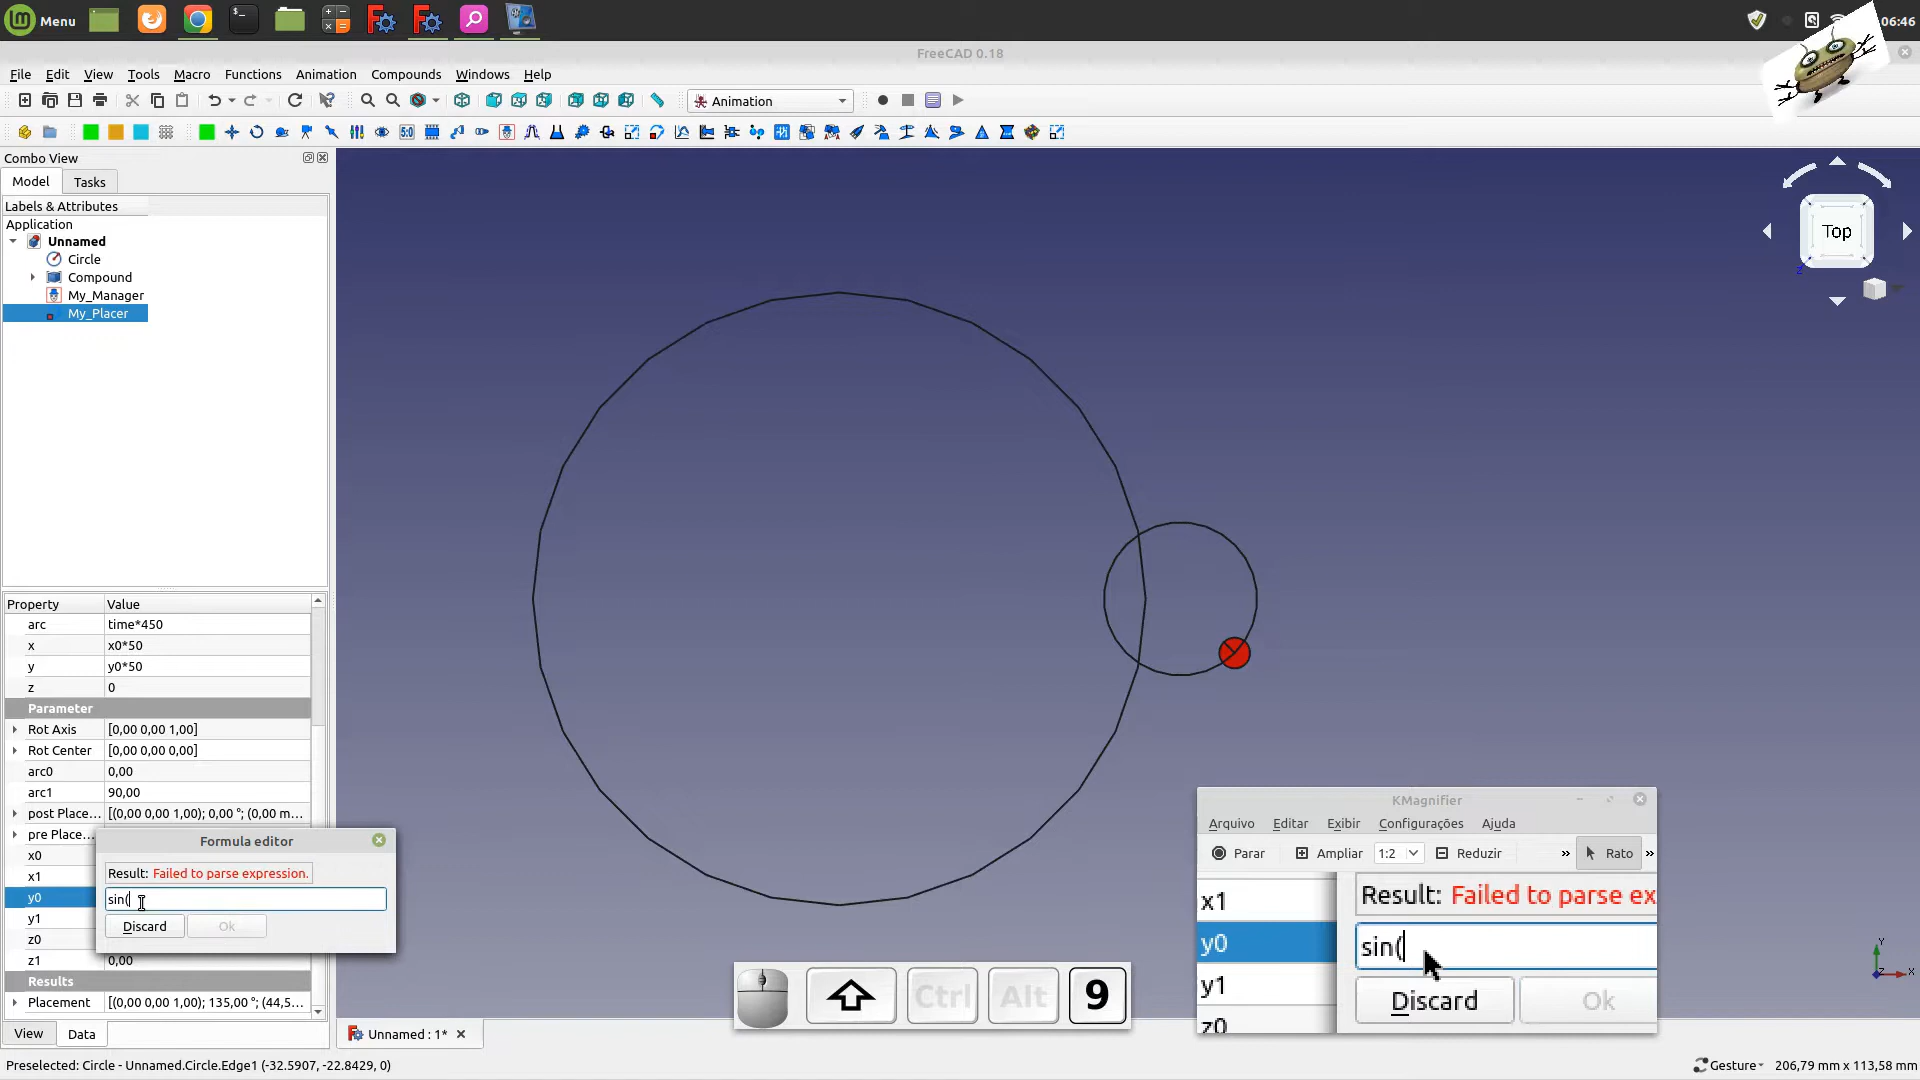 Menu
06:46
FreeCAD 0.18
File Edit View Tools Macro Functions Animation Compounds Windows Help
Animation
5:0
Combo View
Model Tasks
Labels & Attributes
Application
Unnamed
Circle
Compound
My_Manager
My_Placer
Top
Z
Property Value
arc time*450
x x0*50
y y0*50
z 0
Parameter
Rot Axis [0,00 0,00 1,00]
Rot Center [0,00 0,00 0,00]
arc0 0,00
arc1 90,00
post Place... [(0,00 0,00 1,00); 0,00 °; (0,00 m...
pre Place...
x0
x1
y0
y1
z0
z1 0,00
Results
Placement [(0,00 0,00 1,00); 135,00 °; (44,5...
View Data
Formula editor
Result: Failed to parse expression.
sin(
Discard Ok
KMagnifier
Arquivo Editar Exibir Configurações Ajuda
Parar Ampliar 1:2 Reduzir » Rato »
x1
y0
y1
z0
Result: Failed to parse ex
sin(
Discard Ok
Ctrl Alt 9
Y
Z
X
Unnamed : 1*
Preselected: Circle - Unnamed.Circle.Edge1 (-32.5907, -22.8429, 0)
Gesture 206,79 mm x 113,58 mm